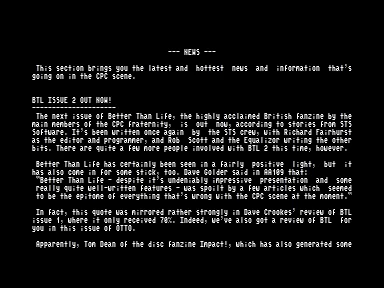 --- NEWS ---
This section brings you the latest and hottest news and information that's
going on in the CPC scene.
BTL ISSUE 2 OUT NOW!
--------------------
The next issue of Better Than Life, the highly acclaimed British fanzine by the
main members of the CPC fraternity, is out now, according to stories from STS
Software. It's been written once again by the STS crew, with Richard Fairhurst
as the editor and programmer, and Rob Scott and the Equalizor writing the other
bits. There are quite a few more people involved with BTL 2 this time, however.
Better Than Life has certainly been seen in a fairly positive light, but it
has also come in for some stick, too. Dave Golder said in AA109 that:
"Better Than Life - despite it's undeniably impressive presentation and some
really quite well-written features - was spoilt by a few articles which seemed
to be the epitome of everything that's wrong with the CPC scene at the moment."
In fact, this quote was mirrored rather strongly in Dave Crookes' review of BTL
issue 1, where it only received 70%. Indeed, we've also got a review of BTL for
you in this issue of OTTO.
Apparently, Tom Dean of the disc fanzine Impact!, which has also generated some